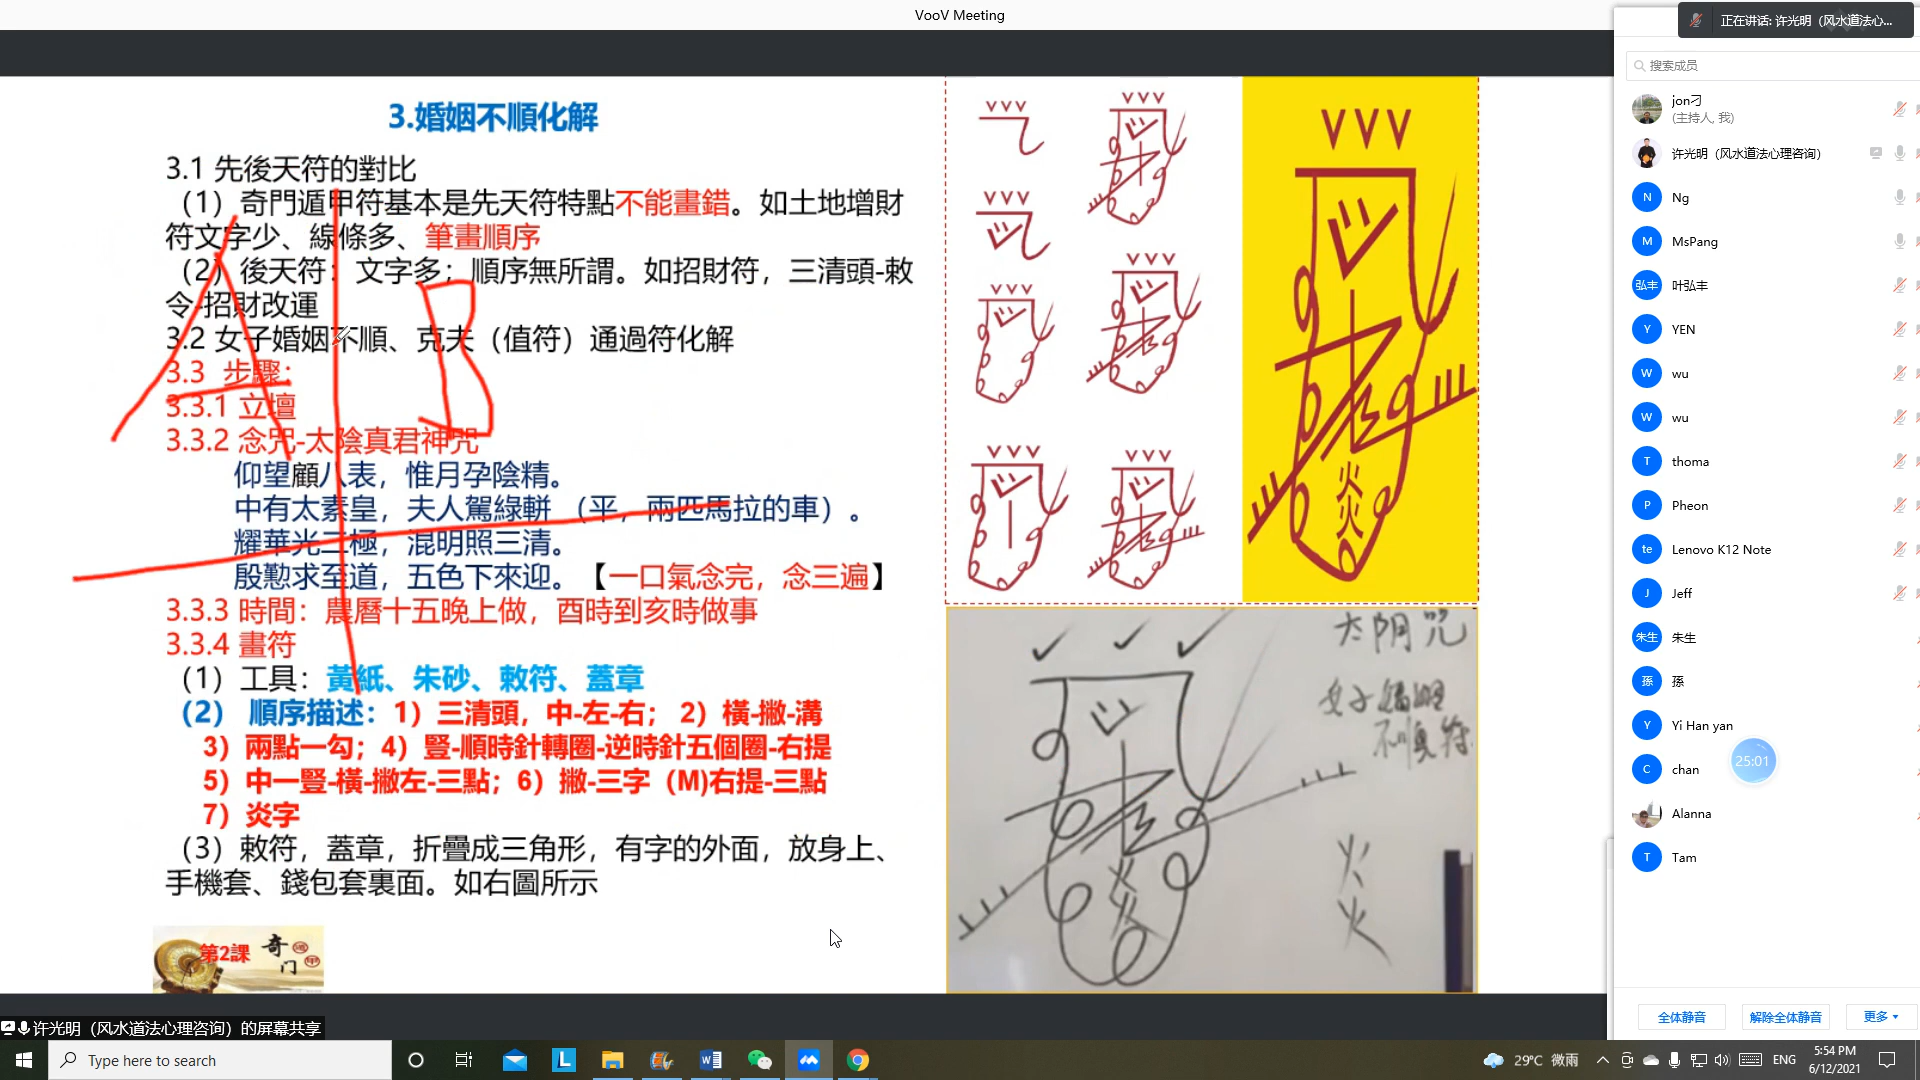 VooV Meeting
正在讲话: 许光明（风水道法心...
搜索成员
3.婚姻不順化解
3.1 先後天符的對比
（1）奇門遁甲符基本是先天符特點不能畫錯。如土地增財
符文字少、線條多、筆畫順序
（2）後天符：文字多；順序無所謂。如招財符，三清頭-敕
令-招財改運
3.2 女子婚姻不順、克夫（值符）通過符化解
3.3 步驟：
3.3.1 立壇
3.3.2 念咒-太陰真君神咒
仰望顧八表，惟月孕陰精。
中有太素皇，夫人駕綠軿（平，兩匹馬拉的車）。
耀華光二極，混明照三清。
殷懃求至道，五色下來迎。【一口氣念完，念三遍】
3.3.3 時間：農曆十五晚上做，酉時到亥時做事
3.3.4 畫符
（1）工具：黃紙、朱砂、敕符、蓋章
（2） 順序描述：1）三清頭，中-左-右； 2）橫-撇-溝
3）兩點一勾；4）豎-順時針轉圈-逆時針五個圈-右提
5）中一豎-橫-撇左-三點；6）撇-三字（M)右提-三點
7）炎字
（3）敕符，蓋章，折疊成三角形，有字的外面，放身上、
手機套、錢包套裏面。如右圖所示
A B
炎
太阴咒
女子婚姻
不順符
炎
火
火
第2課 奇门遁甲
jon刁
(主持人, 我)
许光明（风水道法心理咨询）
N Ng
M MsPang
弘丰 叶弘丰
Y YEN
W wu
W wu
T thoma
P Pheon
te Lenovo K12 Note
J Jeff
朱生 朱生
孫 孫
Y Yi Han yan
25:01
C chan
Alanna
T Tam
全体静音 解除全体静音 更多
许光明（风水道法心理咨询）的屏幕共享
Type here to search
L
29°C 微雨
ENG
5:54 PM
6/12/2021